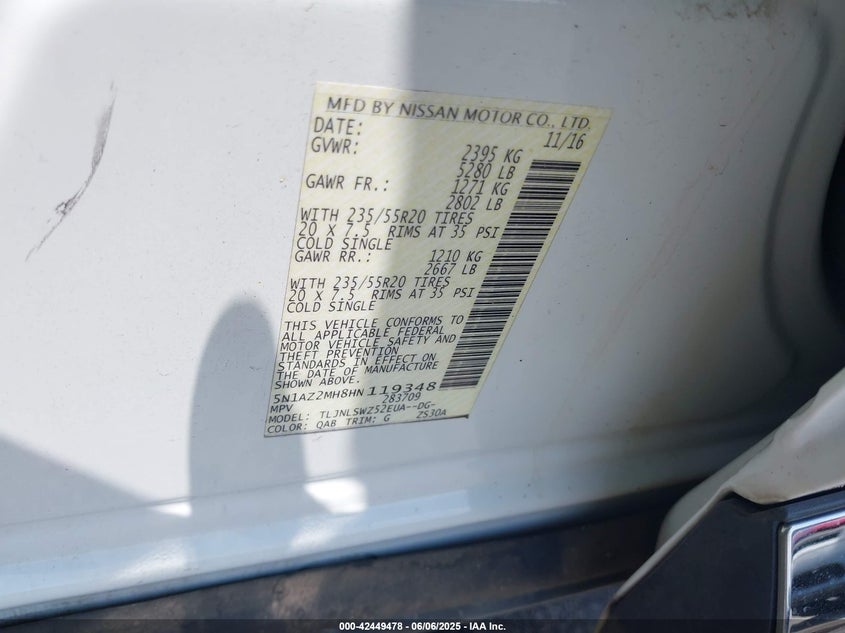 MFD BY NISSAN MOTOR CO., LTD.
DATE: 11/16
GVWR: 2395 KG
5280 LB
GAWR FR.: 1271 KG
2802 LB
WITH 235/55R20 TIRES
20 X 7.5 RIMS AT 35 PSI
COLD SINGLE
GAWR RR.: 1210 KG
2667 LB
WITH 235/55R20 TIRES
20 X 7.5 RIMS AT 35 PSI
COLD SINGLE
THIS VEHICLE CONFORMS TO
ALL APPLICABLE FEDERAL
MOTOR VEHICLE SAFETY AND
THEFT PREVENTION
STANDARDS IN EFFECT ON
THE DATE OF MANUFACTURE
SHOWN ABOVE.
5N1AZ2MH8HN119348
MPV 283709
MODEL: TLJNLSWZ52EUA--DG-
COLOR: QAB TRIM: G ZS30A
000-42449478 - 06/06/2025 - IAA Inc.